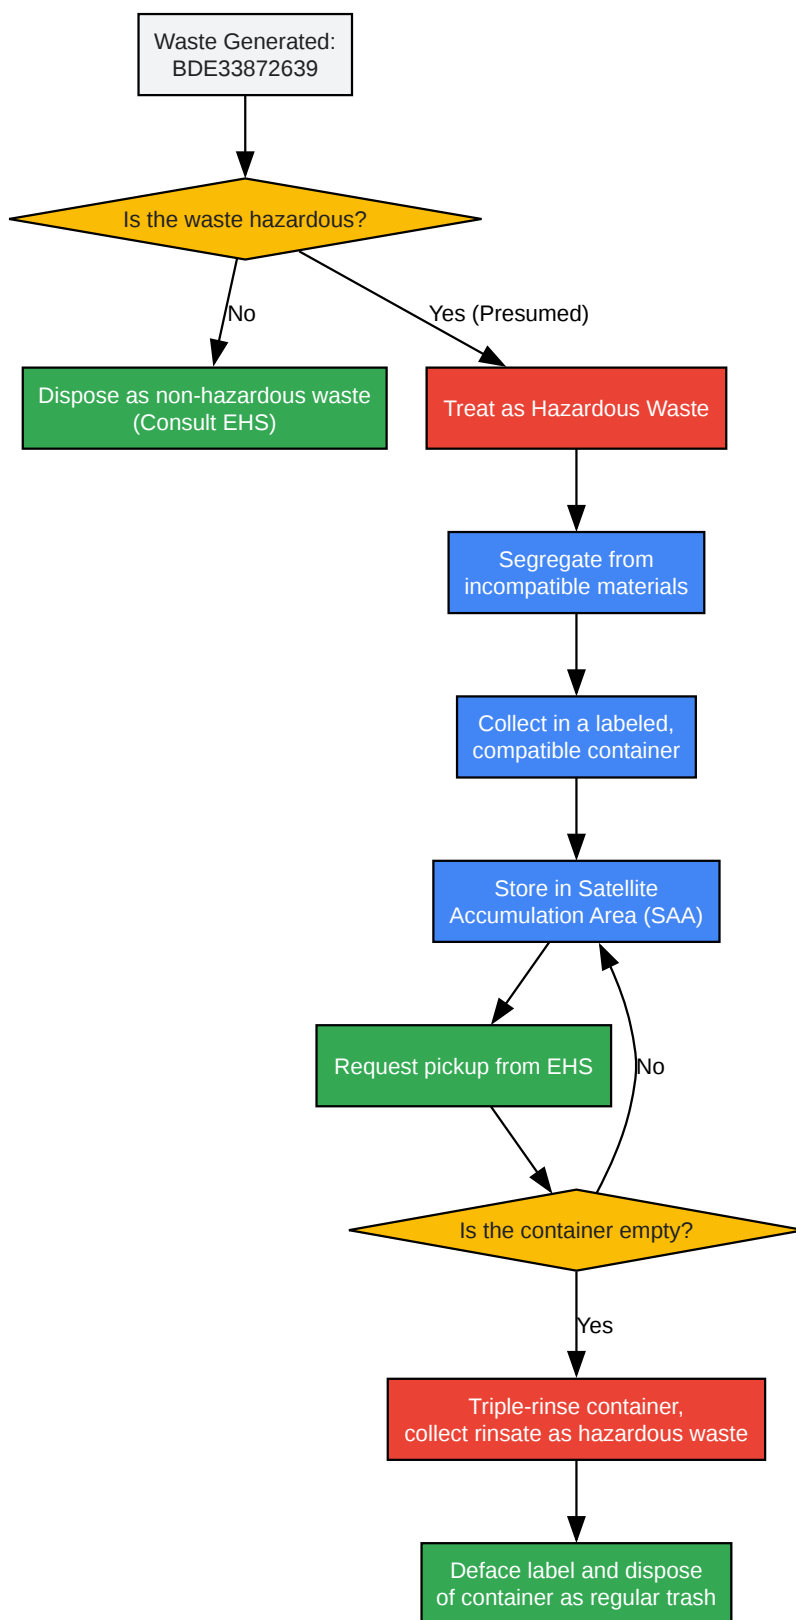 Waste Generated:
BDE33872639
Is the waste hazardous?
No
Yes (Presumed)
Dispose as non-hazardous waste
(Consult EHS)
Treat as Hazardous Waste
Segregate from
incompatible materials
Collect in a labeled,
compatible container
Store in Satellite
Accumulation Area (SAA)
Request pickup from EHS
No
Is the container empty?
Yes
Triple-rinse container,
collect rinsate as hazardous waste
Deface label and dispose
of container as regular trash